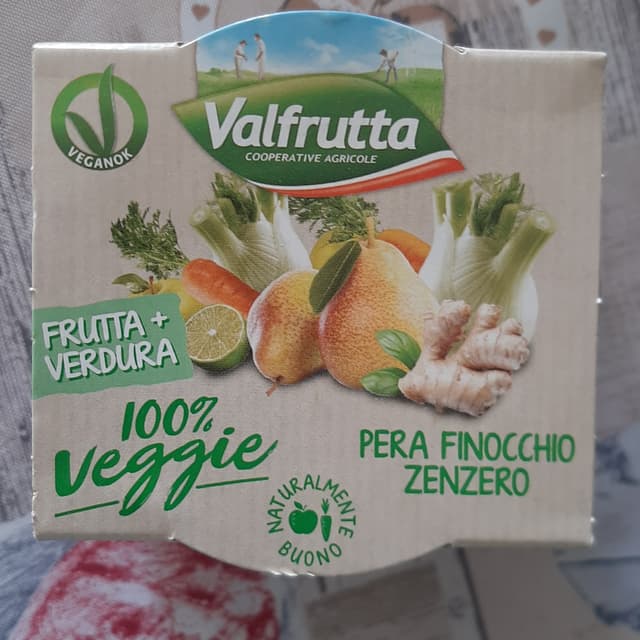 VEGANOK
Valfrutta
COOPERATIVE AGRICOLE
FRUTTA +
VERDURA
100%
veggie
PERA FINOCCHIO
ZENZERO
NATURALMENTE
BUONO